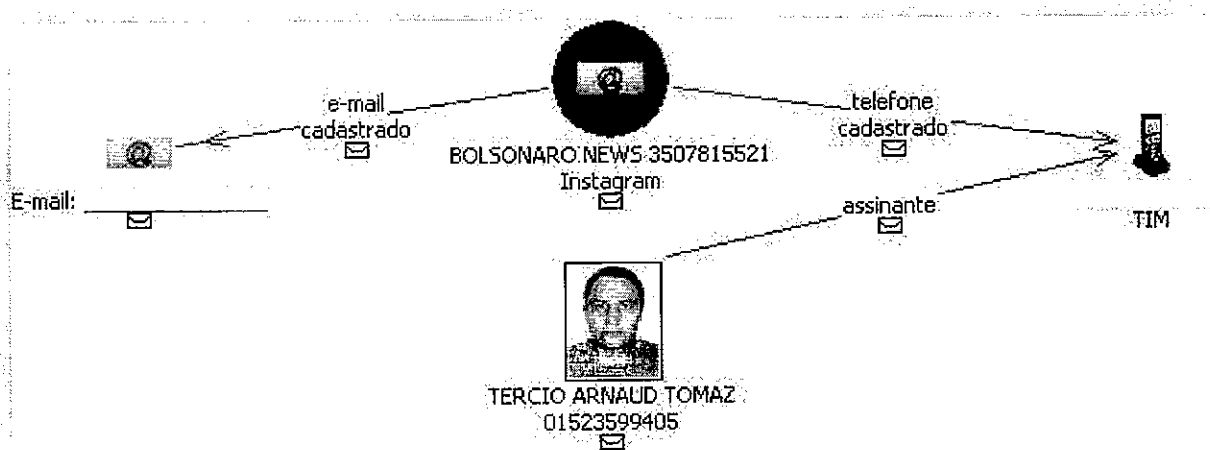 e-mail
cadastrado
telefone
cadastrado
BOLSONARO NEWS 3507815521
Instagram
E-mail:
assinante
TIM
TERCIO ARNAUD TOMAZ
01523599405